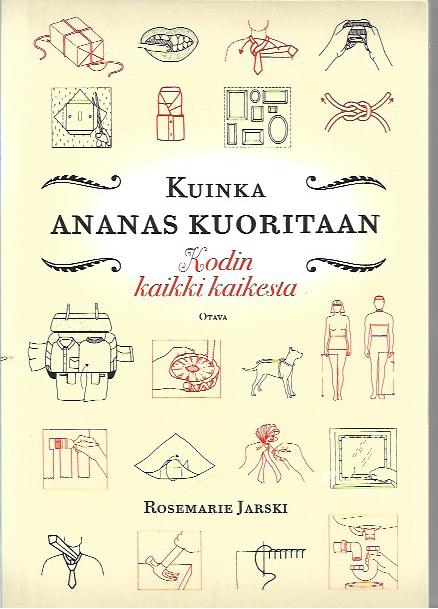 KUINKA
ANANAS KUORITAAN
Kodin
kaikki kaikesta
OTAVA
ROSEMARIE JARSKI